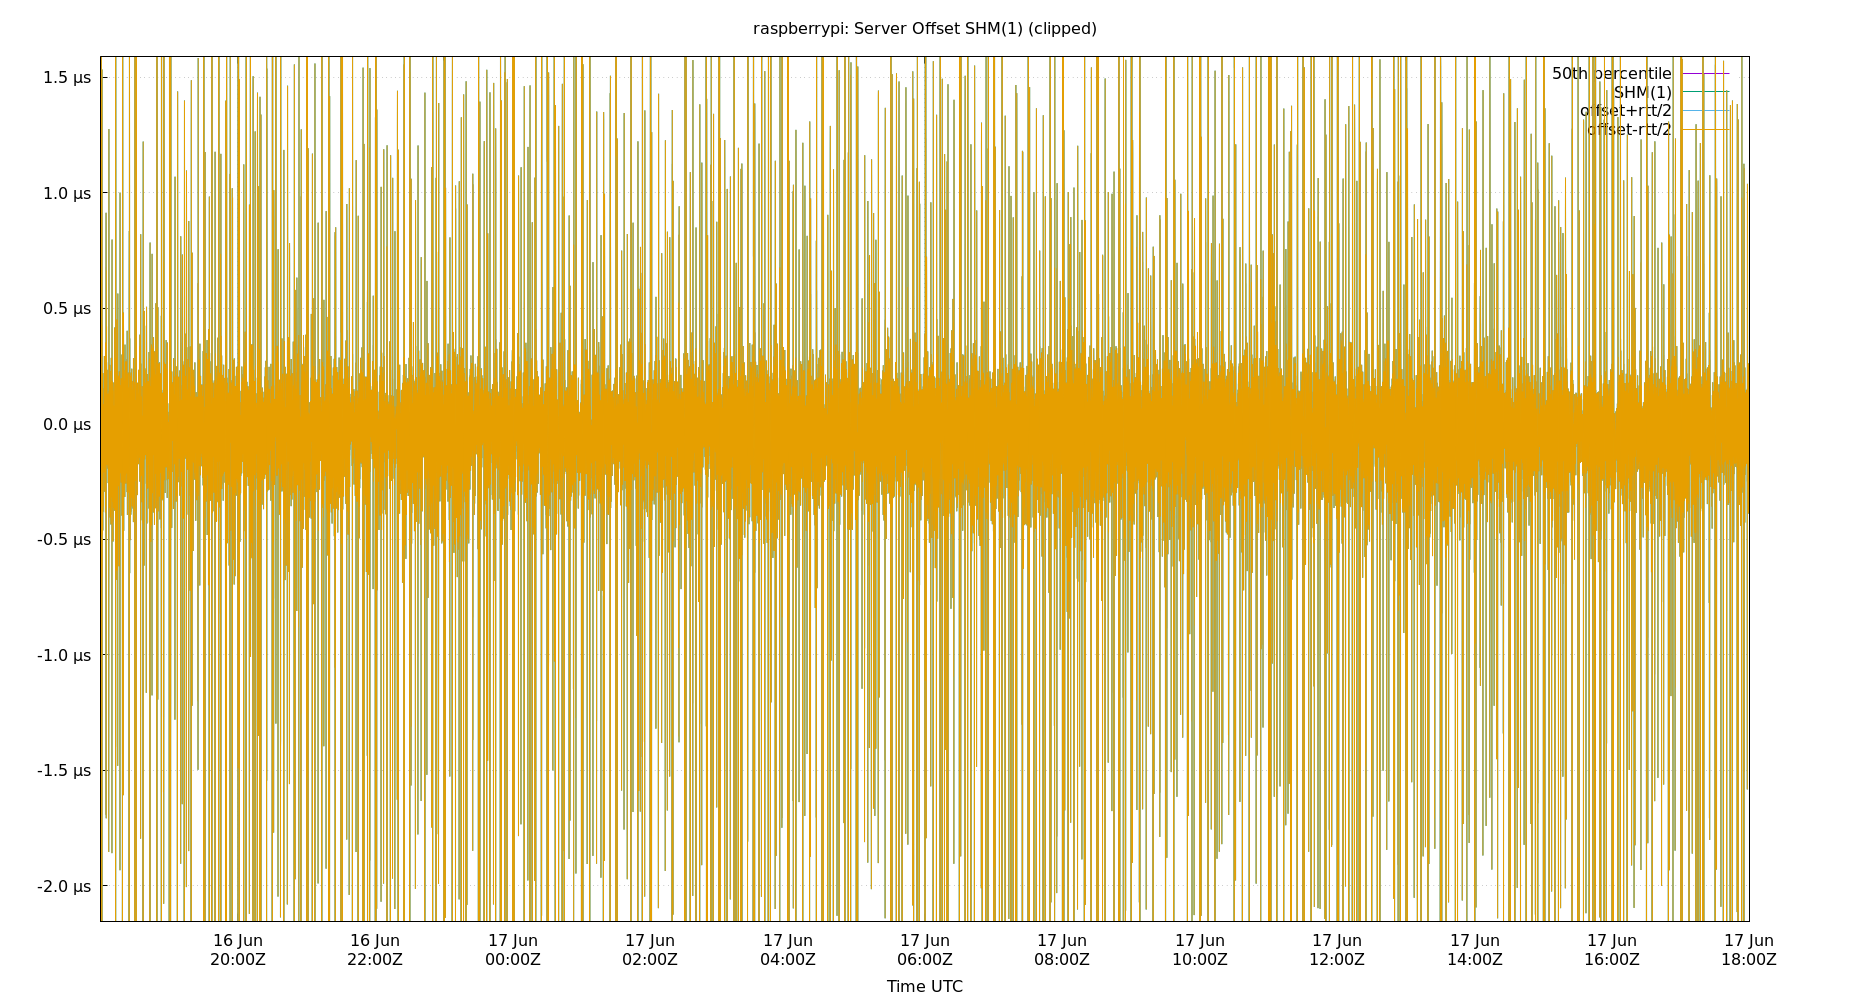 raspberrypi: Server Offset SHM(1) (clipped)
1.5 µs
1.0 µs
0.5 µs
0.0 µs
-0.5 µs
-1.0 µs
-1.5 µs
-2.0 µs
50th percentile
SHM(1)
offset+rtt/2
offset-rtt/2
16 Jun 16 Jun 17 Jun 17 Jun 17 Jun 17 Jun 17 Jun 17 Jun 17 Jun 17 Jun 17 Jun 17 Jun
20:00Z 22:00Z 00:00Z 02:00Z 04:00Z 06:00Z 08:00Z 10:00Z 12:00Z 14:00Z 16:00Z 18:00Z
Time UTC